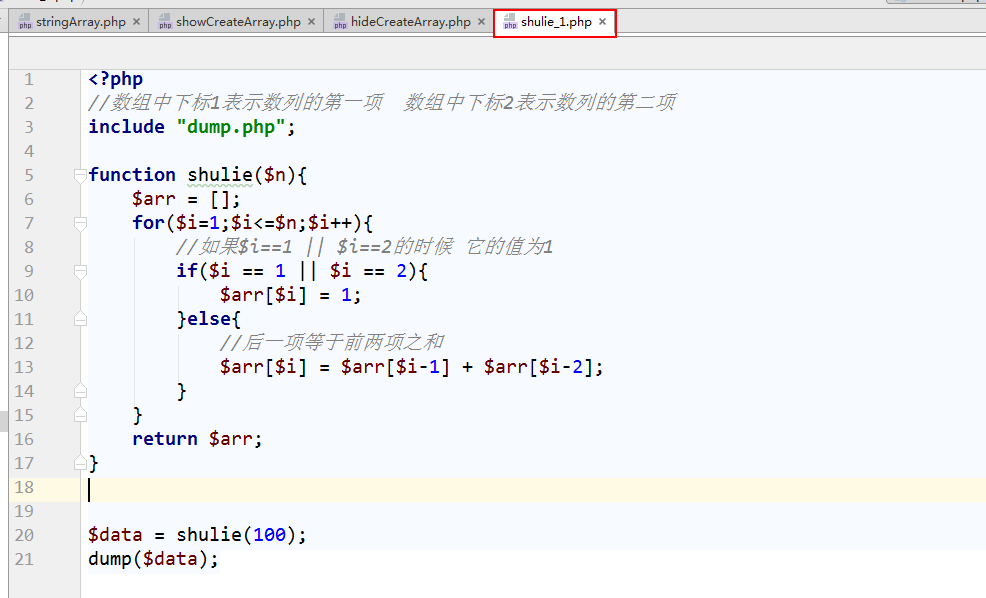 stringArray.php × showCreateArray.php × hideCreateArray.php × shulie_1.php ×
1 <?php
2 //数组中下标1表示数列的第一项  数组中下标2表示数列的第二项
3 include "dump.php";
4
5 function shulie($n){
6     $arr = [];
7     for($i=1;$i<=$n;$i++){
8         //如果$i==1 || $i==2的时候 它的值为1
9         if($i == 1 || $i == 2){
10             $arr[$i] = 1;
11         }else{
12             //后一项等于前两项之和
13             $arr[$i] = $arr[$i-1] + $arr[$i-2];
14         }
15     }
16     return $arr;
17 }
18
19
20 $data = shulie(100);
21 dump($data);